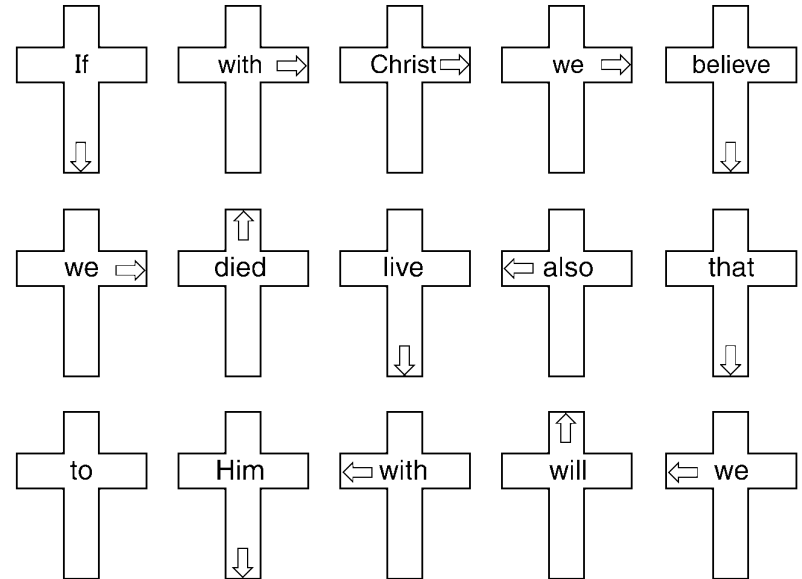 If with Christ we believe
we died live also that
to Him with will we